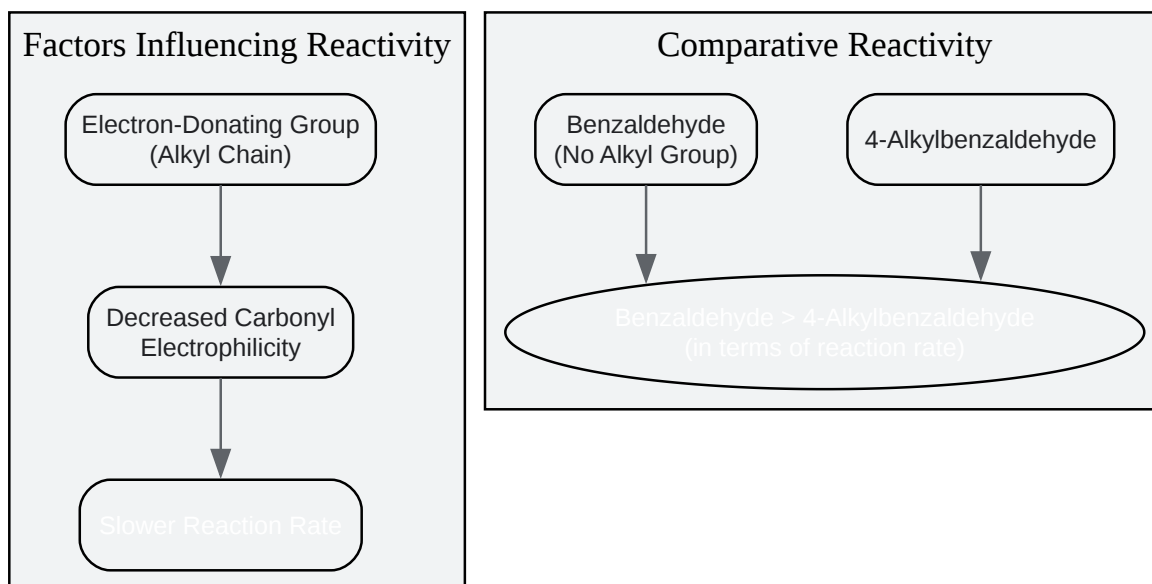 Factors Influencing Reactivity
Electron-Donating Group
(Alkyl Chain)
Decreased Carbonyl
Electrophilicity
Slower Reaction Rate
Comparative Reactivity
Benzaldehyde
(No Alkyl Group)
4-Alkylbenzaldehyde
Benzaldehyde > 4-Alkylbenzaldehyde
(in terms of reaction rate)